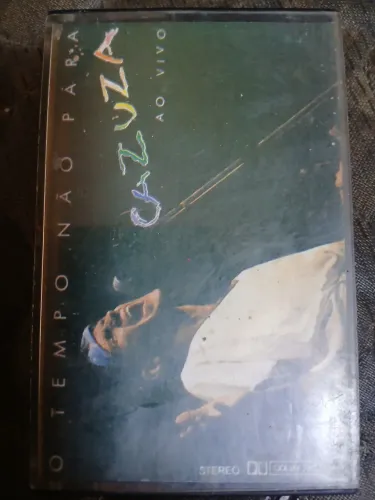 O TEMPO NÃO PÁRA
CAZUZA
AO VIVO
STEREO